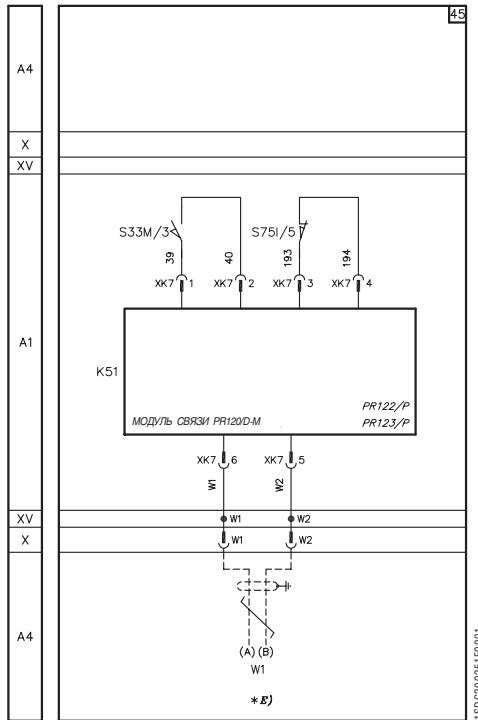 45
A4
X
XV
S33M/3 S75I/5
39 40 193 194
XK7 1 XK7 2 XK7 3 XK7 4
A1
K51
PR122/P
МОДУЛЬ СВЯЗИ PR120/D-M PR123/P
XK7 6 XK7 5
W1 W2
XV W1 W2
X W1 W2
A4
(A) (B)
W1
*E)